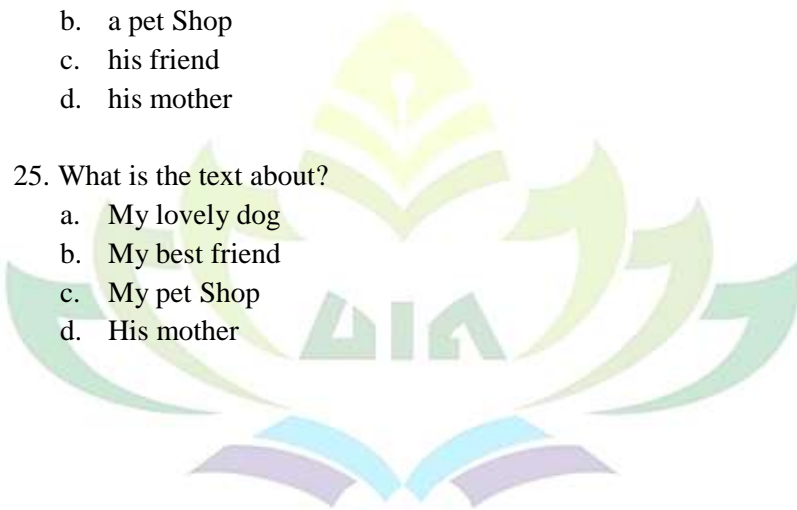 b. a pet Shop
c. his friend
d. his mother
25. What is the text about?
a. My lovely dog
b. My best friend
c. My pet Shop
d. His mother